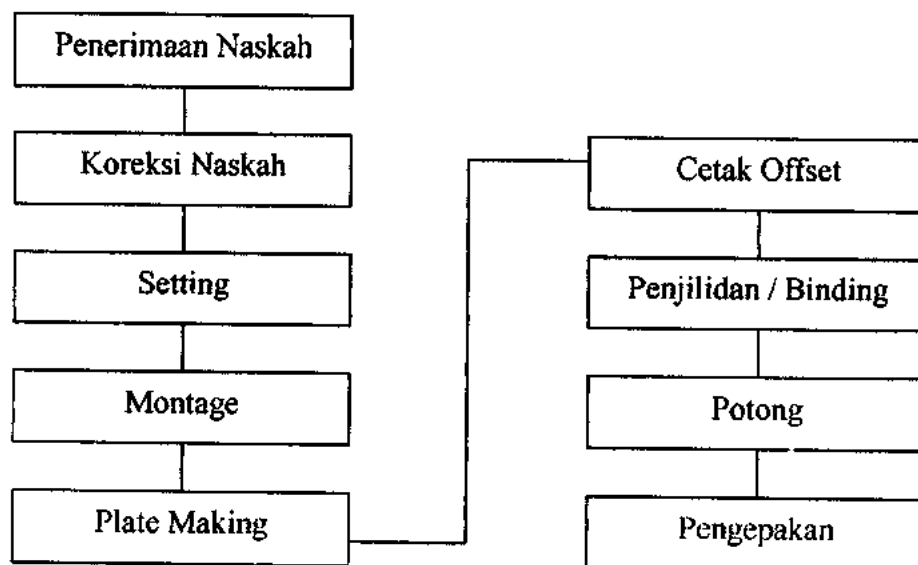 Penerimaan Naskah
Koreksi Naskah
Setting
Montage
Plate Making
Cetak Offset
Penjilidan / Binding
Potong
Pengepakan